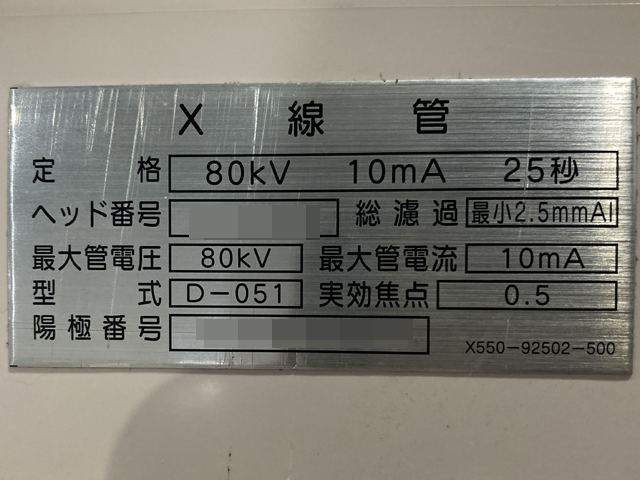 X 線 管
定 格 80kV 10mA 25秒
ヘッド番号 総濾過 最小2.5mmAl
最大管電圧 80kV 最大管電流 10mA
型 式 D-051 実効焦点 0.5
陽極番号
X550-92502-500